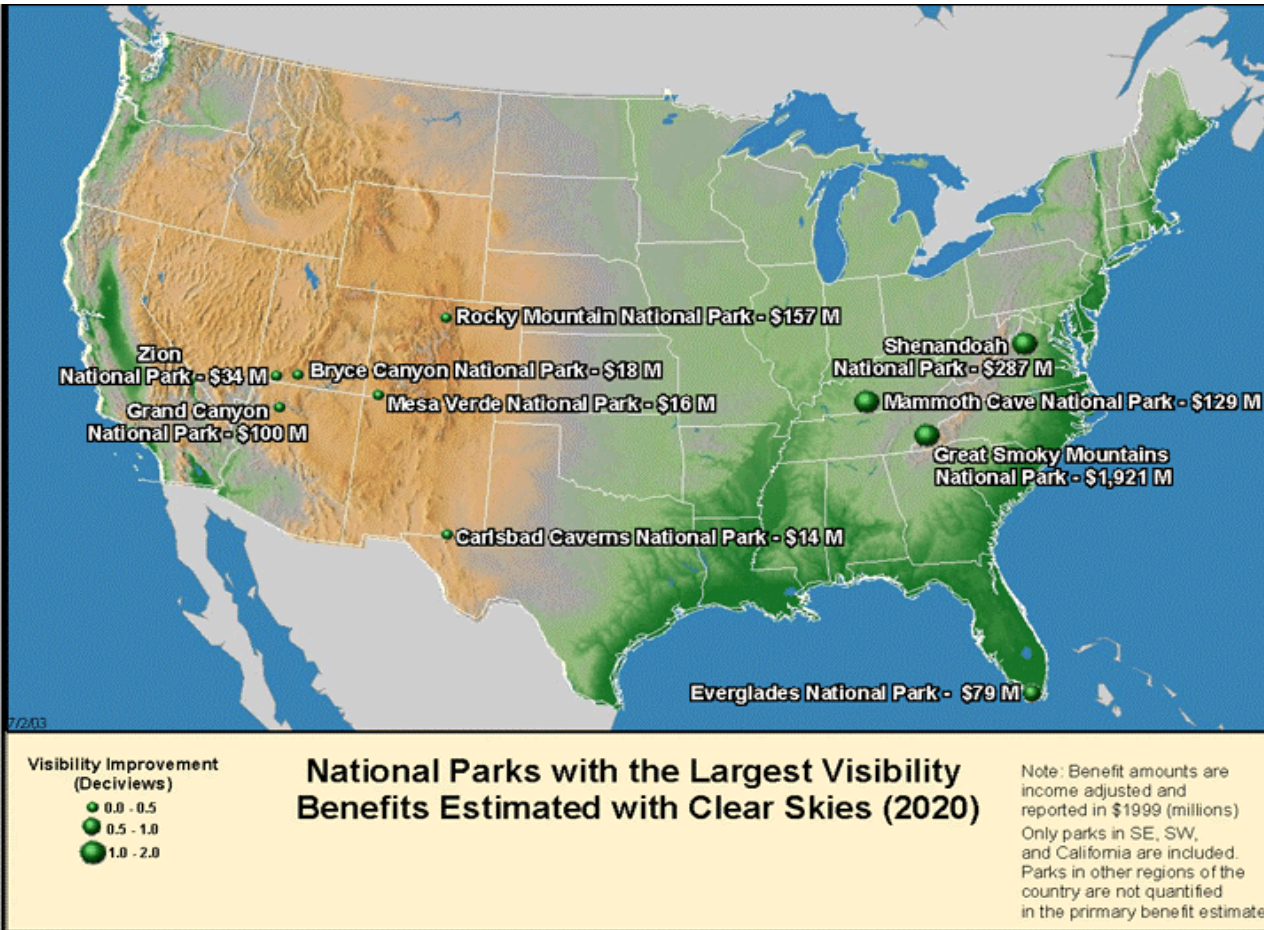 Rocky Mountain National Park - $157 M
Zion
National Park - $34 M
Bryce Canyon National Park - $18 M
Mesa Verde National Park - $16 M
Grand Canyon
National Park - $100 M
Shenandoah
National Park - $287 M
Mammoth Cave National Park - $129 M
Great Smoky Mountains
National Park - $1,921 M
Carlsbad Caverns National Park - $14 M
Everglades National Park - $79 M
7/2/03
Visibility Improvement
(Deciviews)
0.0 - 0.5
0.5 - 1.0
1.0 - 2.0
National Parks with the Largest Visibility
Benefits Estimated with Clear Skies (2020)
Note: Benefit amounts are
income adjusted and
reported in $1999 (millions)
Only parks in SE, SW,
and California are included.
Parks in other regions of the
country are not quantified
in the prirmary benefit estimate